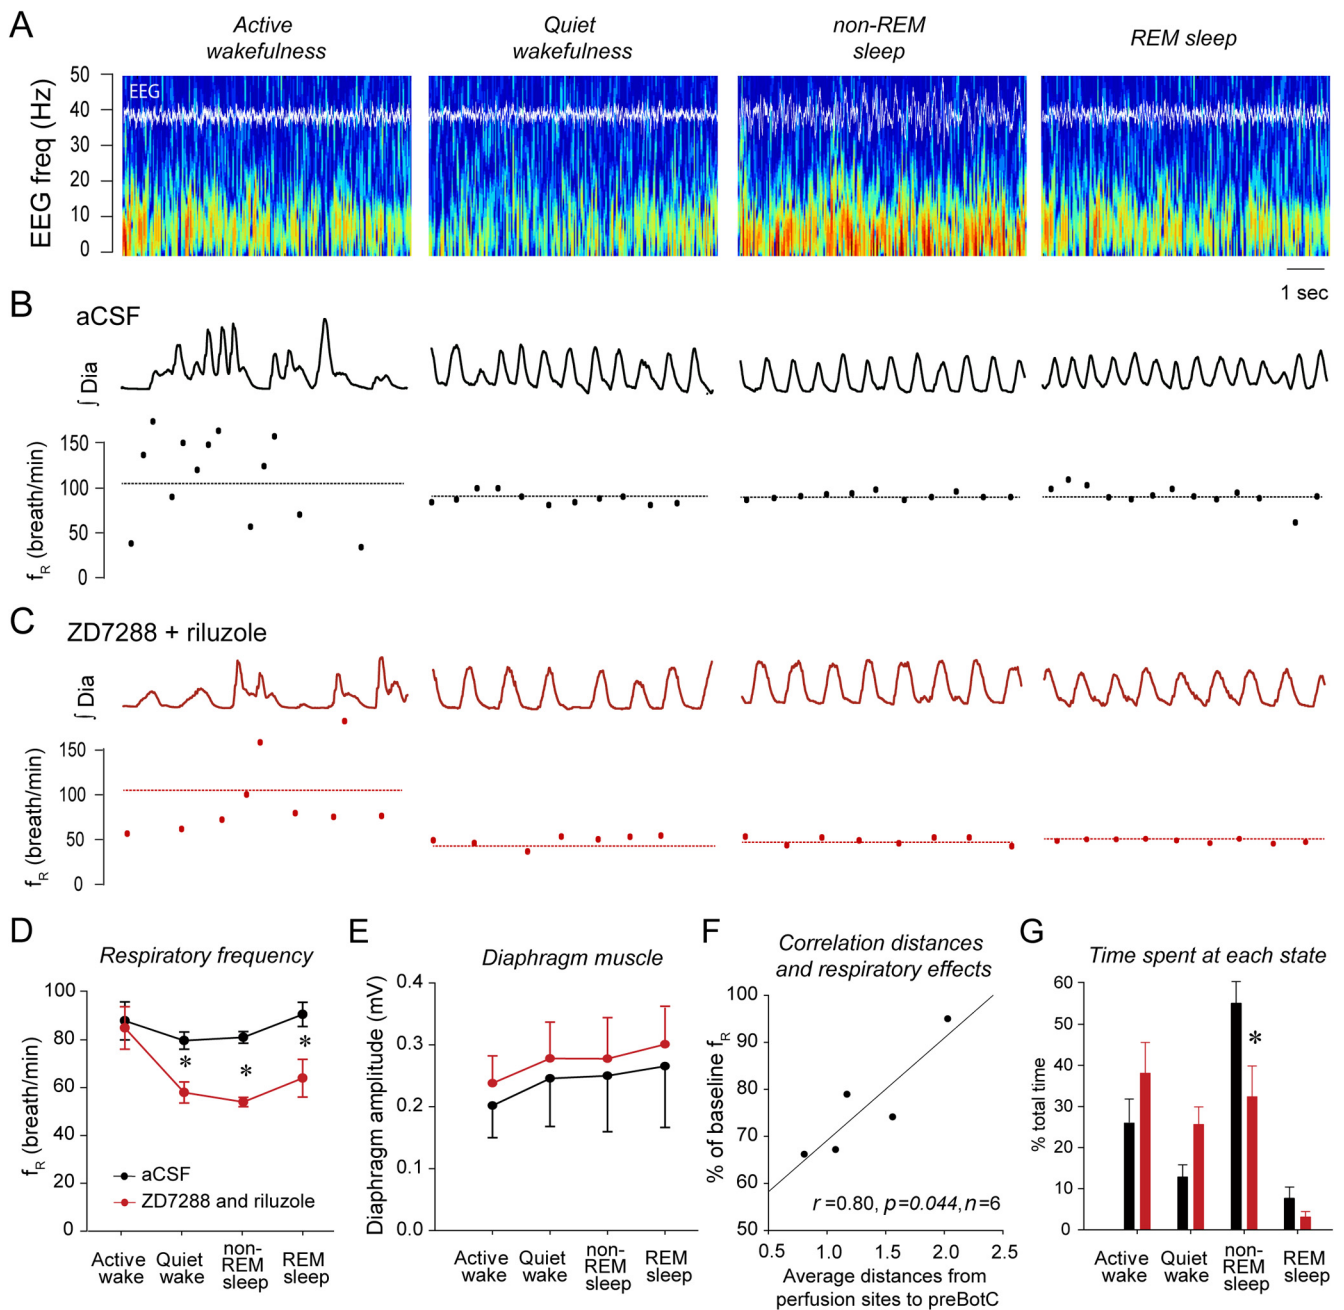 A
Active
wakefulness
Quiet
wakefulness
non-REM
sleep
REM sleep
EEG freq (Hz)
50
40
30
20
10
0
EEG
1 sec
B
aCSF
∫ Dia
f_R (breath/min)
150
100
50
0
C
ZD7288 + riluzole
∫ Dia
f_R (breath/min)
150
100
50
0
D
Respiratory frequency
f_R (breath/min)
100
80
60
40
20
0
*
*
*
aCSF
ZD7288 and riluzole
Active
wake
Quiet
wake
non-
REM
sleep
REM
sleep
E
Diaphragm muscle
Diaphragm amplitude (mV)
0.4
0.3
0.2
0.0
Active
wake
Quiet
wake
non-
REM
sleep
REM
sleep
F
Correlation distances
and respiratory effects
% of baseline f_R
100
90
80
70
60
50
r =0.80, p=0.044, n=6
0.5
1.0
1.5
2.0
2.5
Average distances from
perfusion sites to preBotC
G
Time spent at each state
% total time
60
50
40
30
20
10
0
*
Active
wake
Quiet
wake
non-
REM
sleep
REM
sleep